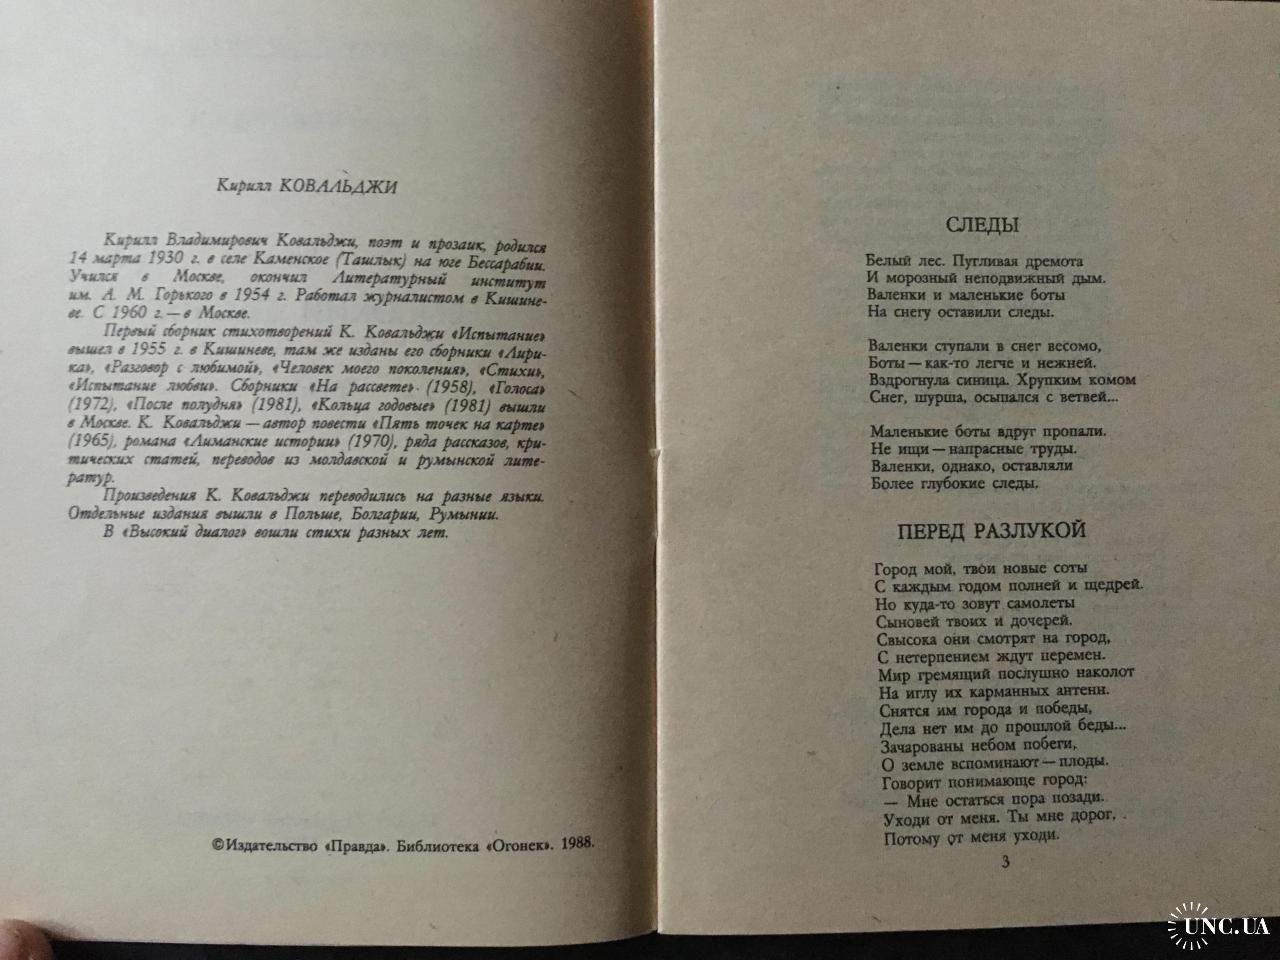 Кирилл КОВАЛЬДЖИ
Кирилл Владимирович Ковальджи, поэт и прозаик, родился
14 марта 1930 г. в селе Каменское (Ташлык) на юге Бессарабии.
Учился в Москве, окончил Литературный институт
им. А. М. Горького в 1954 г. Работал журналистом в Кишине-
ве. С 1960 г. — в Москве.
Первый сборник стихотворений К. Ковальджи «Испытание»
вышел в 1955 г. в Кишиневе, там же изданы его сборники «Лири-
ка», «Разговор с любимой», «Человек моего поколения», «Стихи»,
«Испытание любви». Сборники «На рассвете» (1958), «Голоса»
(1972), «После полудня» (1981), «Кольца годовые» (1981) вышли
в Москве. К. Ковальджи — автор повести «Пять точек на карте»
(1965), романа «Лиманские истории» (1970), ряда рассказов, кри-
тических статей, переводов из молдавской и румынской лите-
ратур.
Произведения К. Ковальджи переводились на разные языки.
Отдельные издания вышли в Польше, Болгарии, Румынии.
В «Высокий диалог» вошли стихи разных лет.
©Издательство «Правда». Библиотека «Огонек». 1988.
СЛЕДЫ
Белый лес. Пугливая дремота
И морозный неподвижный дым.
Валенки и маленькие боты
На снегу оставили следы.
Валенки ступали в снег весомо,
Боты — как-то легче и нежней.
Вздрогнула синица. Хрупким комом
Снег, шурша, осыпался с ветвей...
Маленькие боты вдруг пропали.
Не ищи — напрасные труды.
Валенки, однако, оставляли
Более глубокие следы.
ПЕРЕД РАЗЛУКОЙ
Город мой, твои новые соты
С каждым годом полней и щедрей.
Но куда-то зовут самолеты
Сыновей твоих и дочерей.
Свысока они смотрят на город,
С нетерпением ждут перемен.
Мир гремящий послушно наколот
На иглу их карманных антенн.
Снятся им города и победы,
Дела нет им до прошлой беды...
Зачарованы небом побеги,
О земле вспоминают — плоды.
Говорит понимающе город:
— Мне остаться пора позади.
Уходи от меня. Ты мне дорог,
Потому от меня уходи.
3
UNC.UA